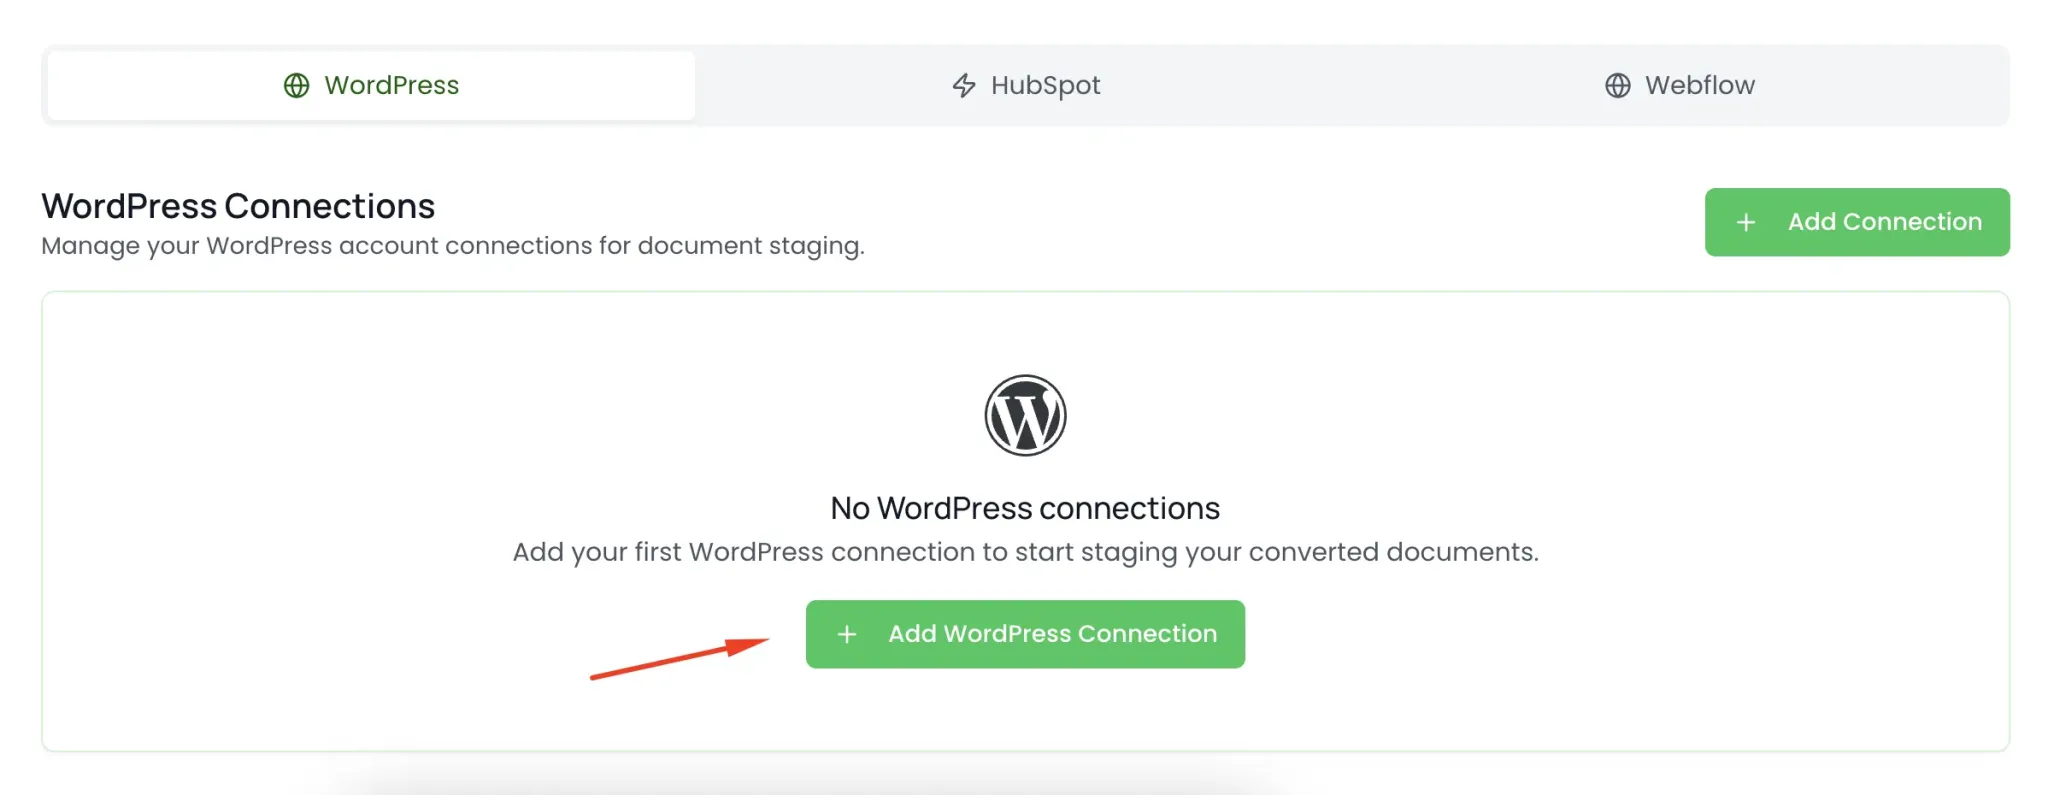 WordPress
HubSpot
Webflow
WordPress Connections
Manage your WordPress account connections for document staging.
+ Add Connection
No WordPress connections
Add your first WordPress connection to start staging your converted documents.
+ Add WordPress Connection